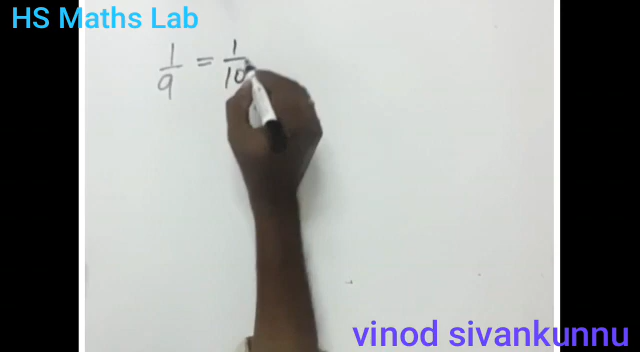 HS Maths Lab
1/9 = 1/10
vinod sivankunnu